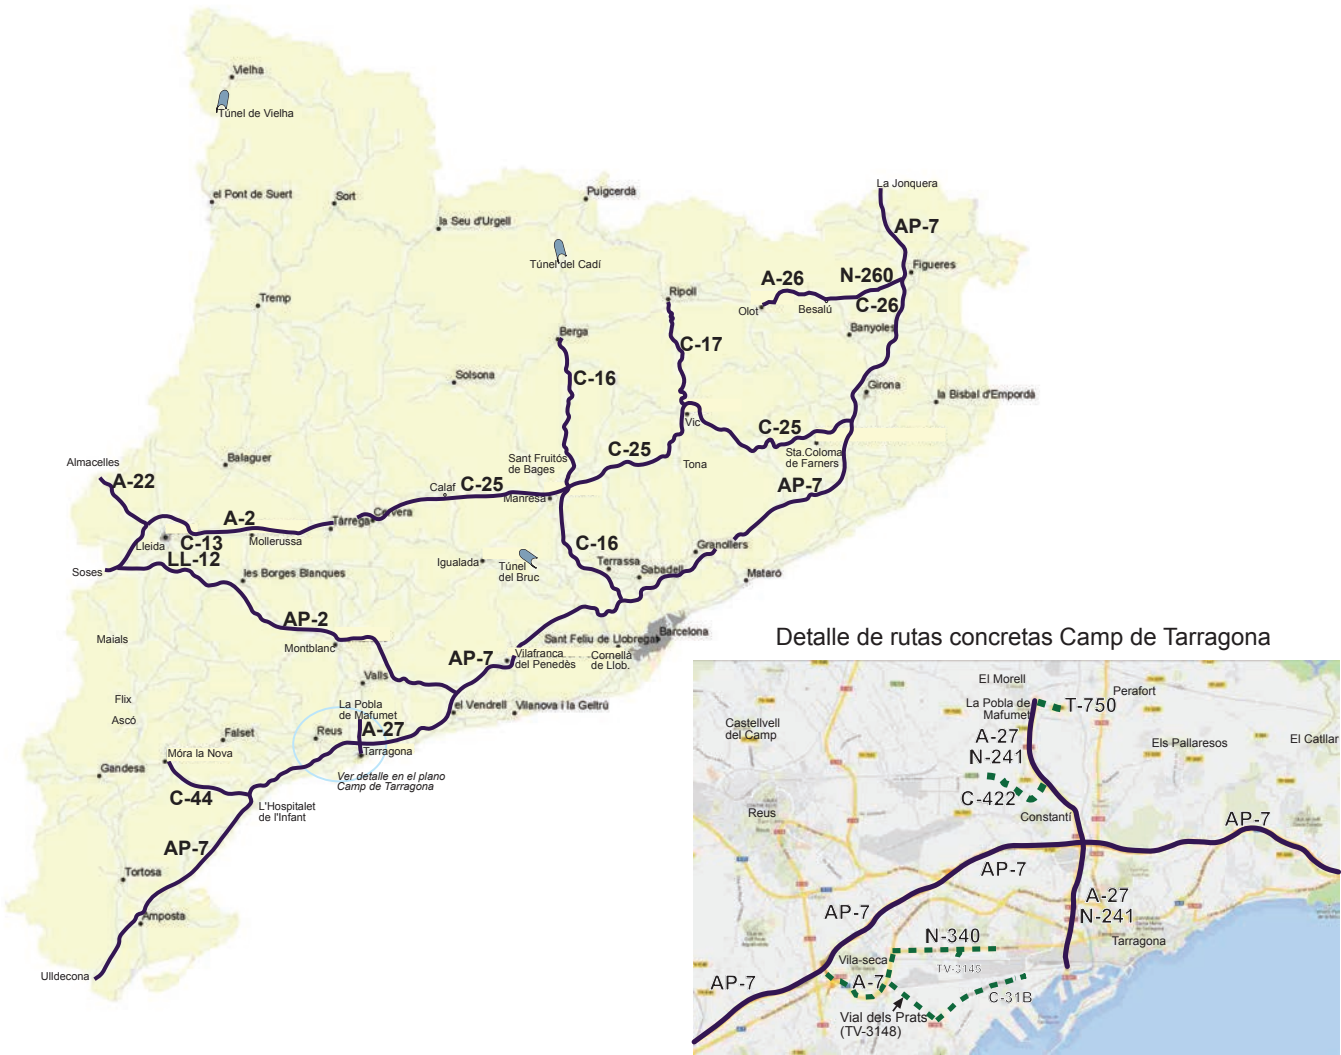 Vielha
Túnel de Vielha
el Pont de Suert
Sort
la Seu d'Urgell
Puigcerdà
Túnel del Cadí
La Jonquera
AP-7
Figueres
N-260
A-26
C-26
Besalú
Olot
Banyoles
Ripoll
Tremp
Berga
C-17
C-16
Solsona
Girona
la Bisbal d'Empordà
Vic
C-25
Sta.Coloma
de Farners
C-25
Tona
AP-7
Sant Fruitós
de Bages
Balaguer
Almacelles
A-22
Calaf
C-25
Manresa
Cervera
Tàrrega
A-2
Mollerussa
Lleida
C-13
LL-12
Soses
les Borges Blanques
Igualada
Túnel
del Bruc
C-16
Terrassa
Sabadell
Granollers
Mataró
AP-2
Montblanc
Maials
Sant Feliu de Llobregat
Barcelona
Cornellà
de Llob.
Vilafranca
del Penedès
AP-7
Valls
Flix
Ascó
La Pobla
de Mafumet
A-27
el Vendrell
Vilanova i la Geltrú
Falset
Reus
Tarragona
Móra la Nova
Gandesa
Ver detalle en el plano
Camp de Tarragona
C-44
L'Hospitalet
de l'Infant
AP-7
Tortosa
Amposta
Ulldecona
Detalle de rutas concretas Camp de Tarragona
El Morell
La Pobla de
Mafumet
Perafort
T-750
Castellvell
del Camp
A-27
N-241
Els Pallaresos
El Catllar
C-422
Constantí
Reus
AP-7
AP-7
AP-7
A-27
N-241
N-340
Tarragona
Vila-seca
TV-3146
AP-7
A-7
C-31B
Vial dels Prats
(TV-3148)